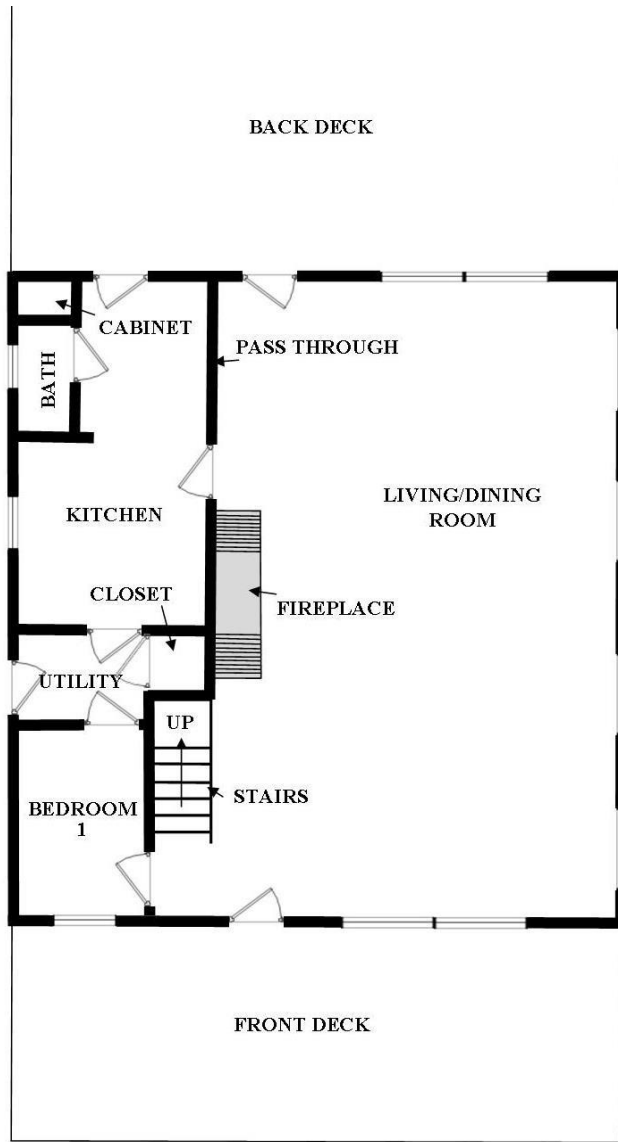 BACK DECK
CABINET
PASS THROUGH
BATH
LIVING/DINING
ROOM
KITCHEN
CLOSET
FIREPLACE
UTILITY
UP
STAIRS
BEDROOM
1
FRONT DECK